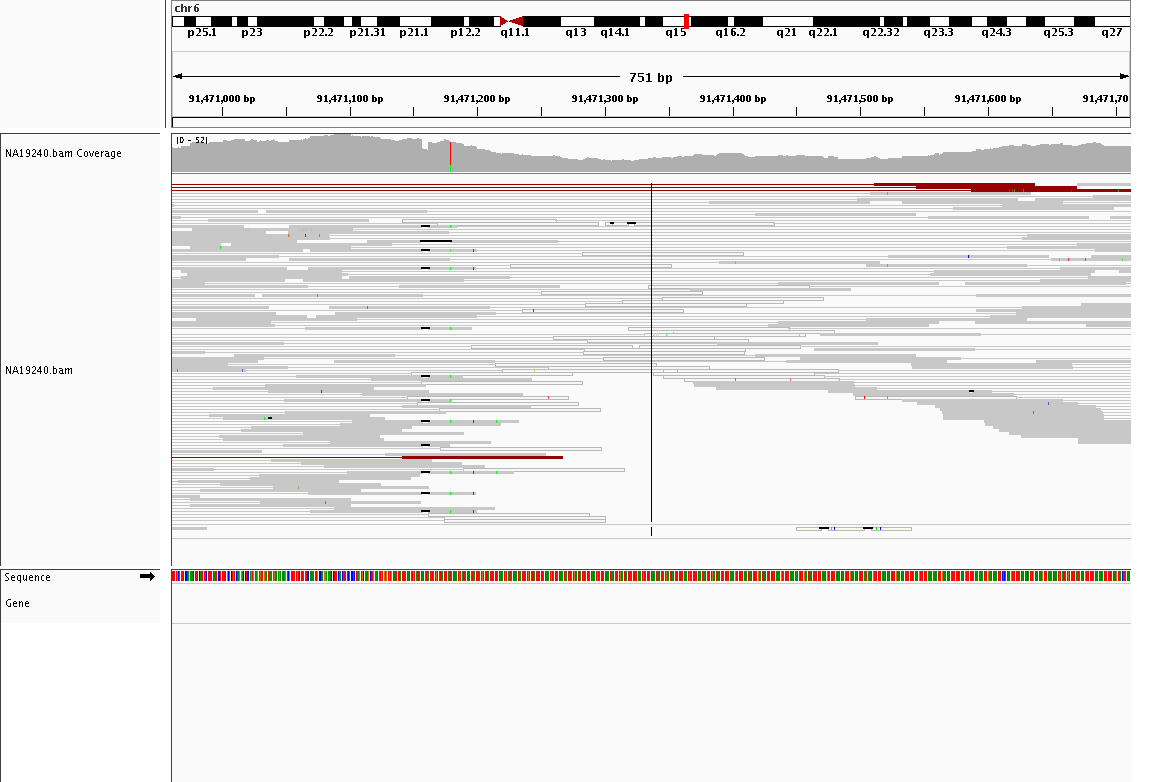 chr6
p25.1 p23 p22.2 p21.31 p21.1 p12.2 q11.1 q13 q14.1 q15 q16.2 q21 q22.1 q22.32 q23.3 q24.3 q25.3 q27
751 bp
91,471,000 bp 91,471,100 bp 91,471,200 bp 91,471,300 bp 91,471,400 bp 91,471,500 bp 91,471,600 bp 91,471,70
NA19240.bam Coverage
[0 - 52]
NA19240.bam
Sequence
Gene